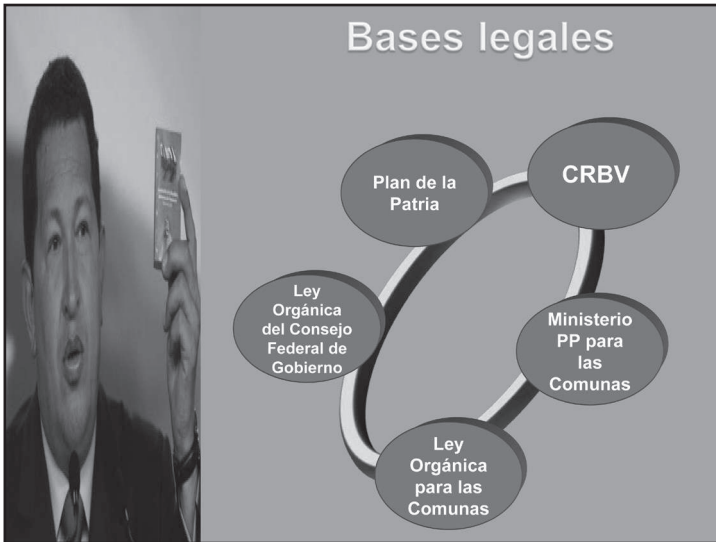 Bases legales
CRBV
Plan de la
Patria
Ley
Orgánica
del Consejo
Federal de
Gobierno
Ministerio
PP para
las
Comunas
Ley
Orgánica
para las
Comunas